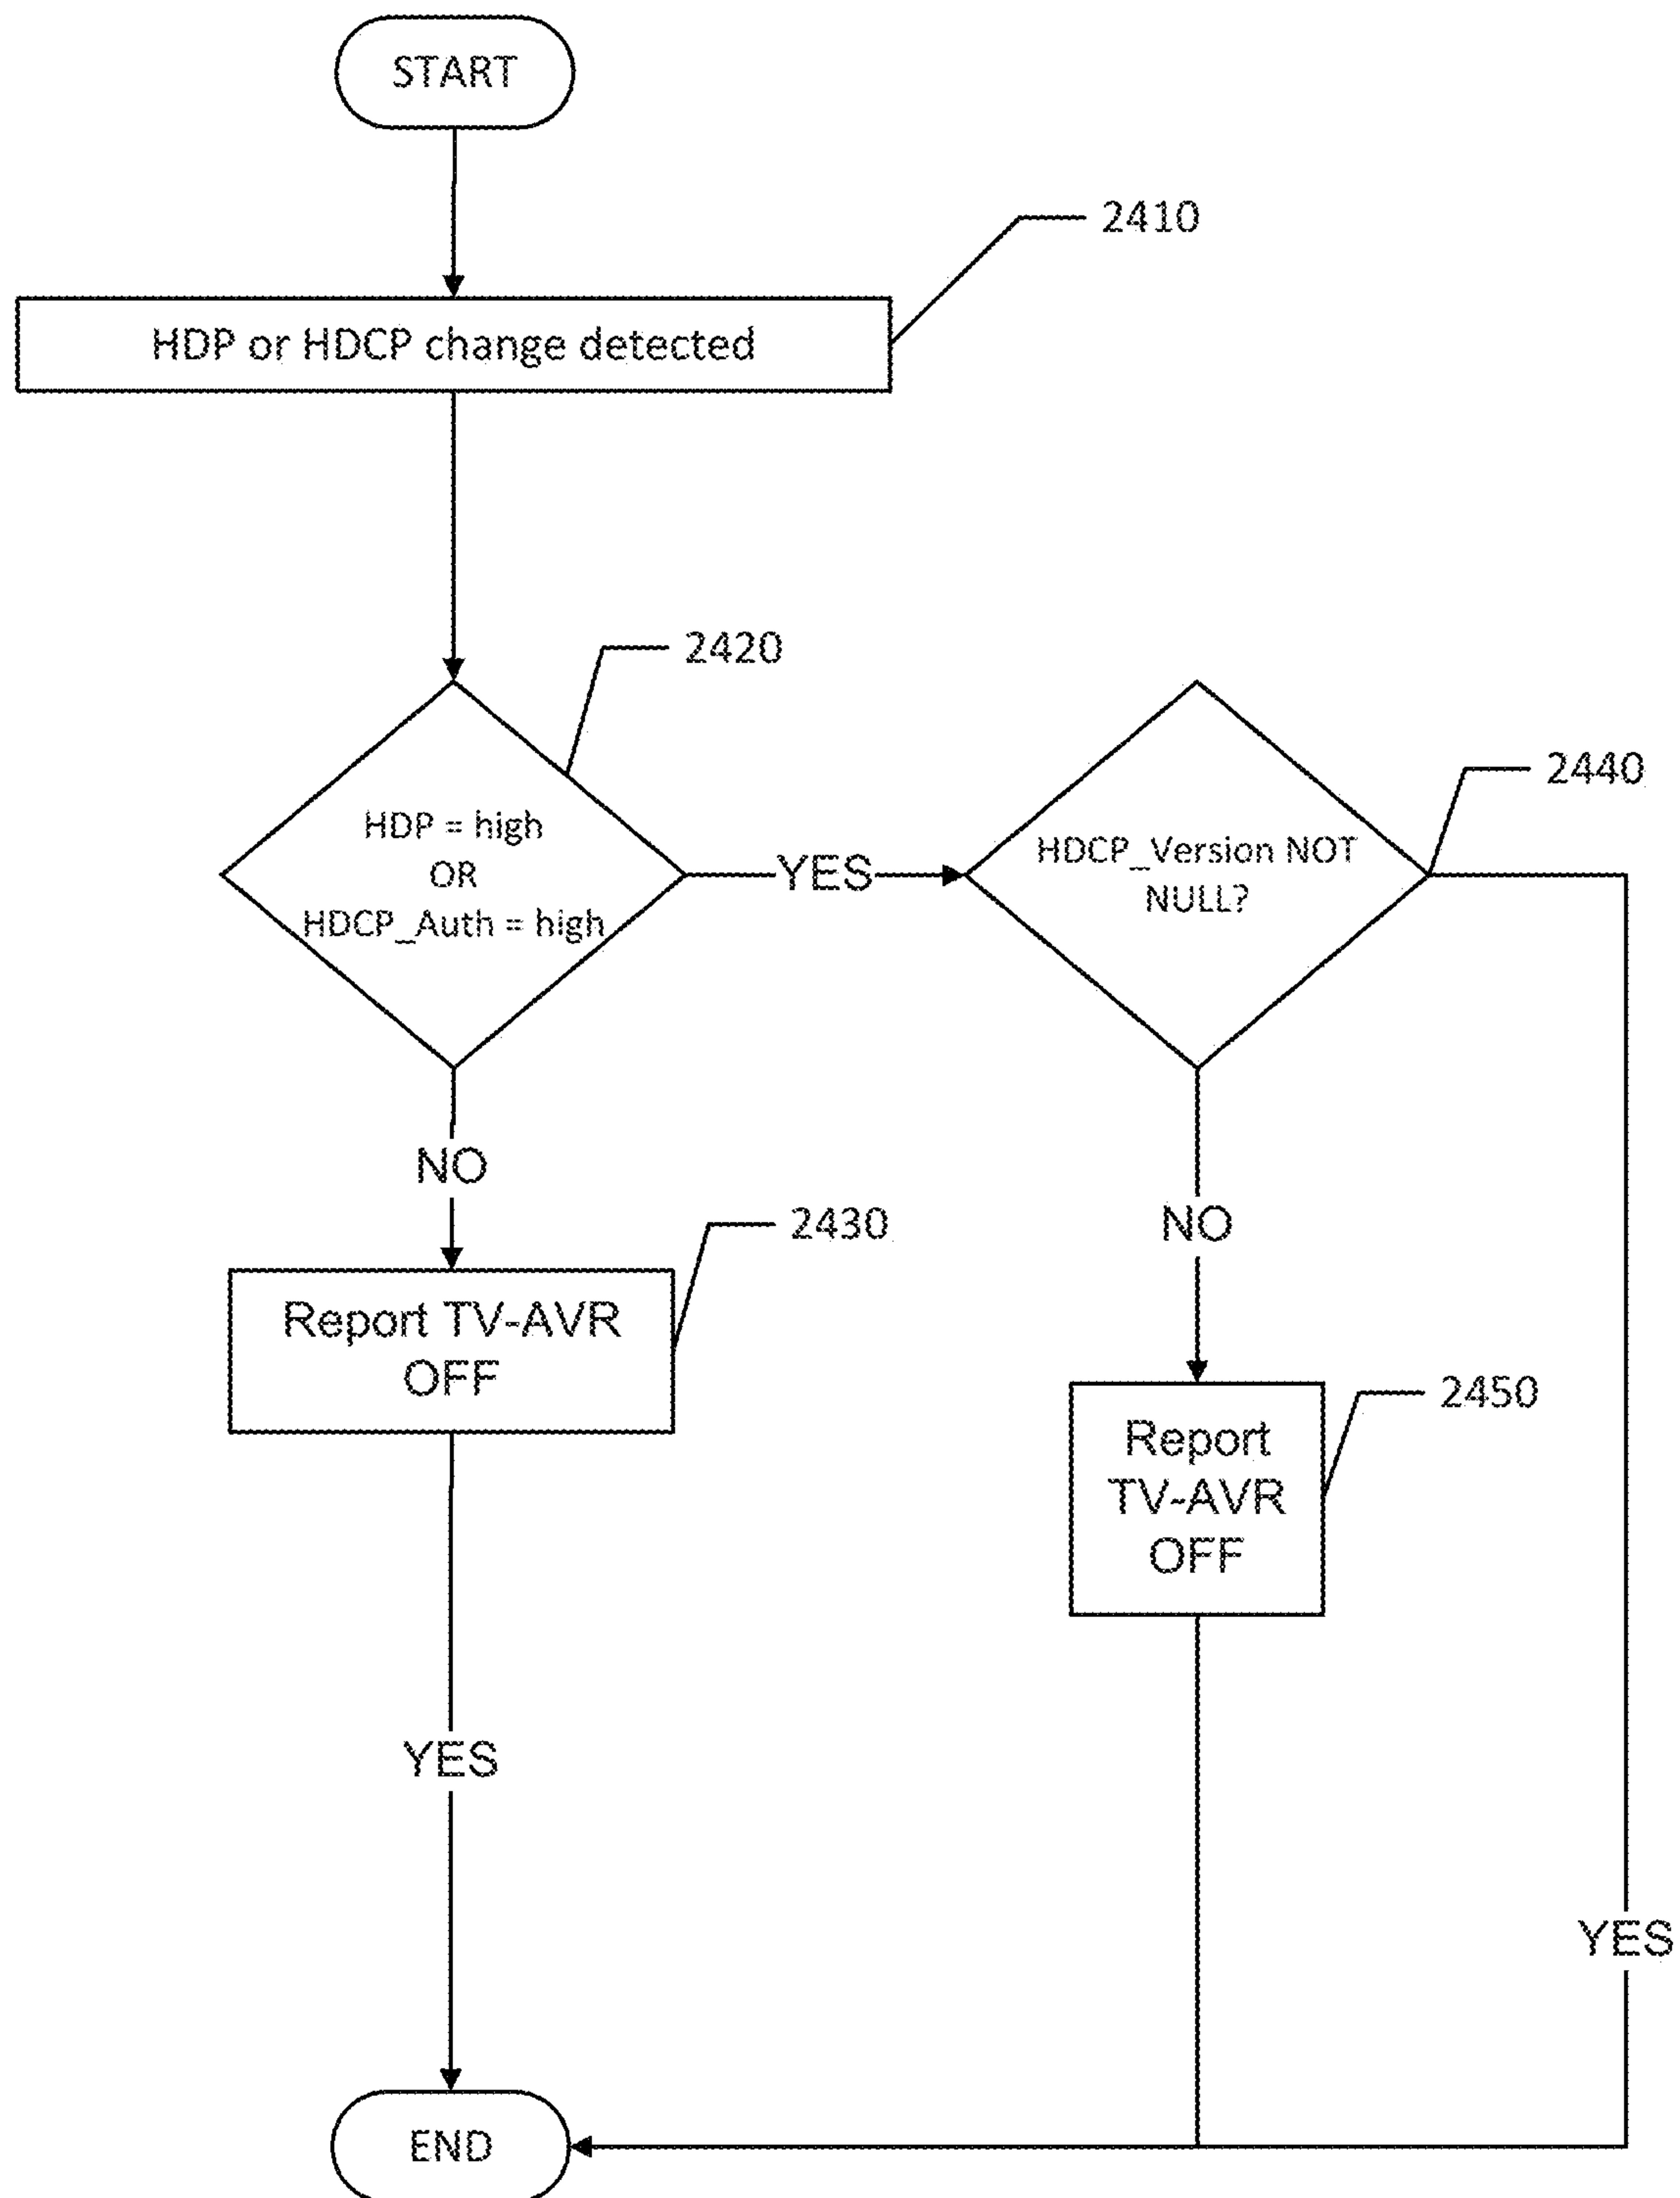 START
2410
HDP or HDCP change detected
2420
HDP = high
OR
HDCP_Auth = high
YES
2440
HDCP_Version NOT
NULL?
NO
2430
Report TV-AVR
OFF
NO
2450
Report
TV-AVR
OFF
YES
YES
END